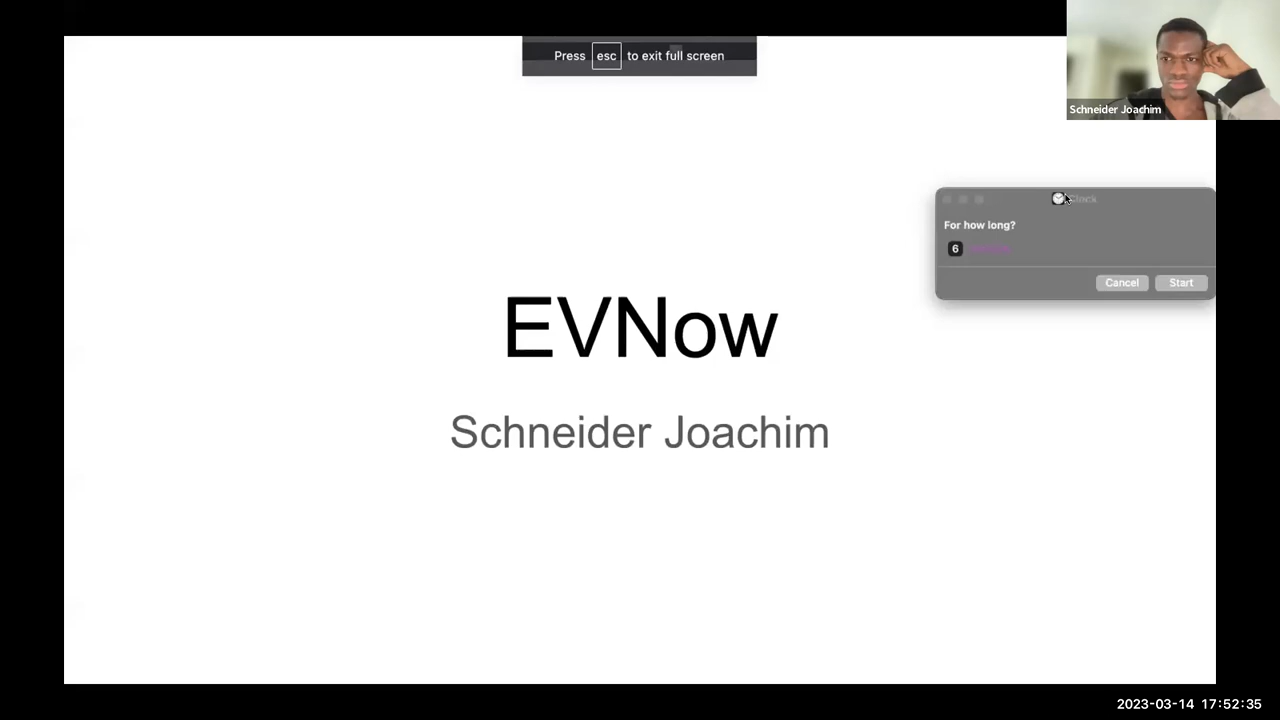 Press esc to exit full screen
Schneider Joachim
Clock
For how long?
6
Cancel Start
EVNow
Schneider Joachim
2023-03-14 17:52:35